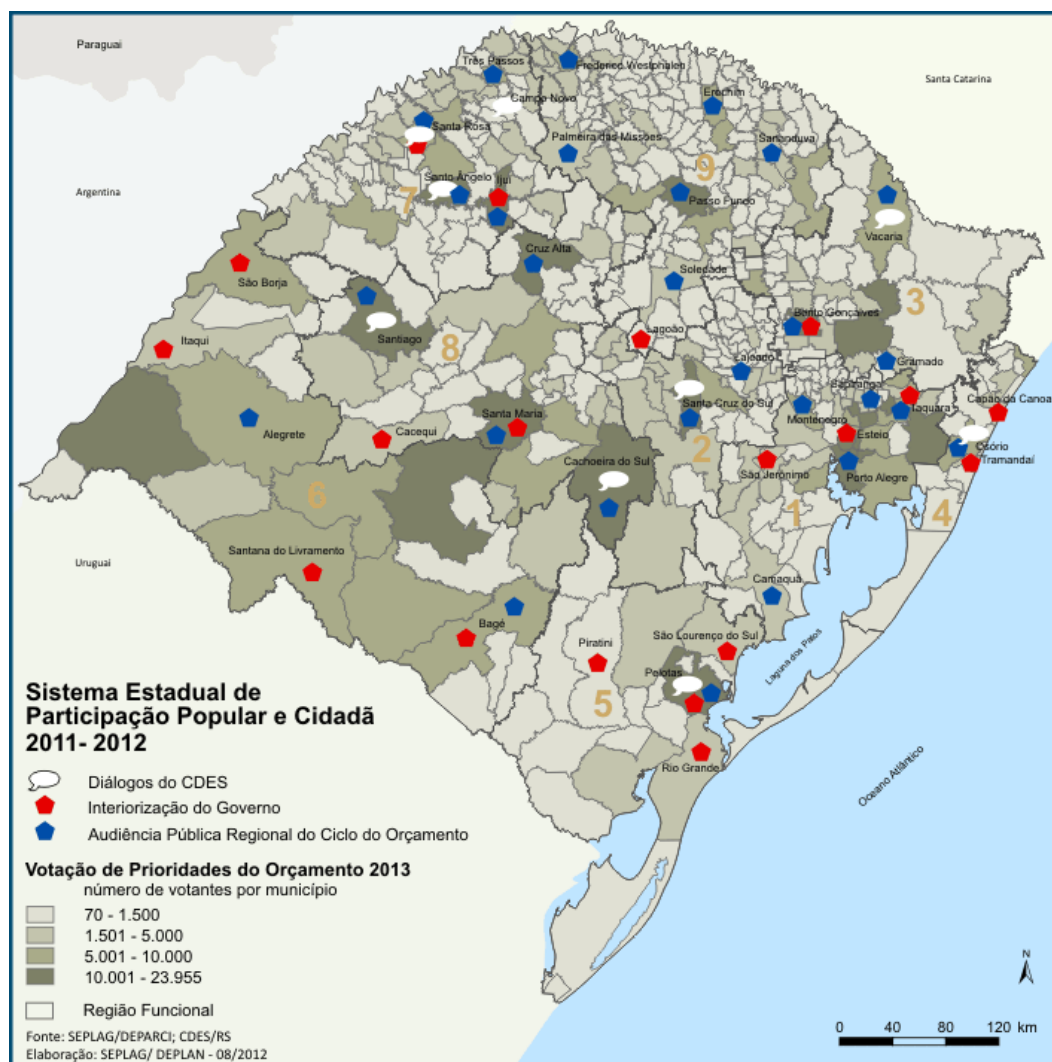 Paraguai
Santa Catarina
Argentina
Uruguai
Três Passos
Frederico Westphalen
Campo Novo
Erechim
Santa Rosa
Palmeira das Missões
Sananduva
9
Santo Ângelo
Ijuí
7
Passo Fundo
Vacaria
Cruz Alta
Soledade
São Borja
3
Bento Gonçalves
Santiago
8
Lagoão
Itaqui
Lajeado
Gramado
Sapiranga
Capão da Canoa
Santa Cruz do Sul
Montenegro
Taquara
Santa Maria
Alegrete
Cacequi
Esteio
2
Osório
Tramandaí
Cachoeira do Sul
São Jerônimo
Porto Alegre
6
1
4
Santana do Livramento
Camaquã
Bagé
Piratini
São Lourenço do Sul
Laguna dos Patos
Pelotas
5
Rio Grande
Oceano Atlântico
Sistema Estadual de
Participação Popular e Cidadã
2011- 2012
Diálogos do CDES
Interiorização do Governo
Audiência Pública Regional do Ciclo do Orçamento
Votação de Prioridades do Orçamento 2013
número de votantes por município
70 - 1.500
1.501 - 5.000
5.001 - 10.000
10.001 - 23.955
Região Funcional
Fonte: SEPLAG/DEPARCI; CDES/RS
Elaboração: SEPLAG/ DEPLAN - 08/2012
N
0 40 80 120 km